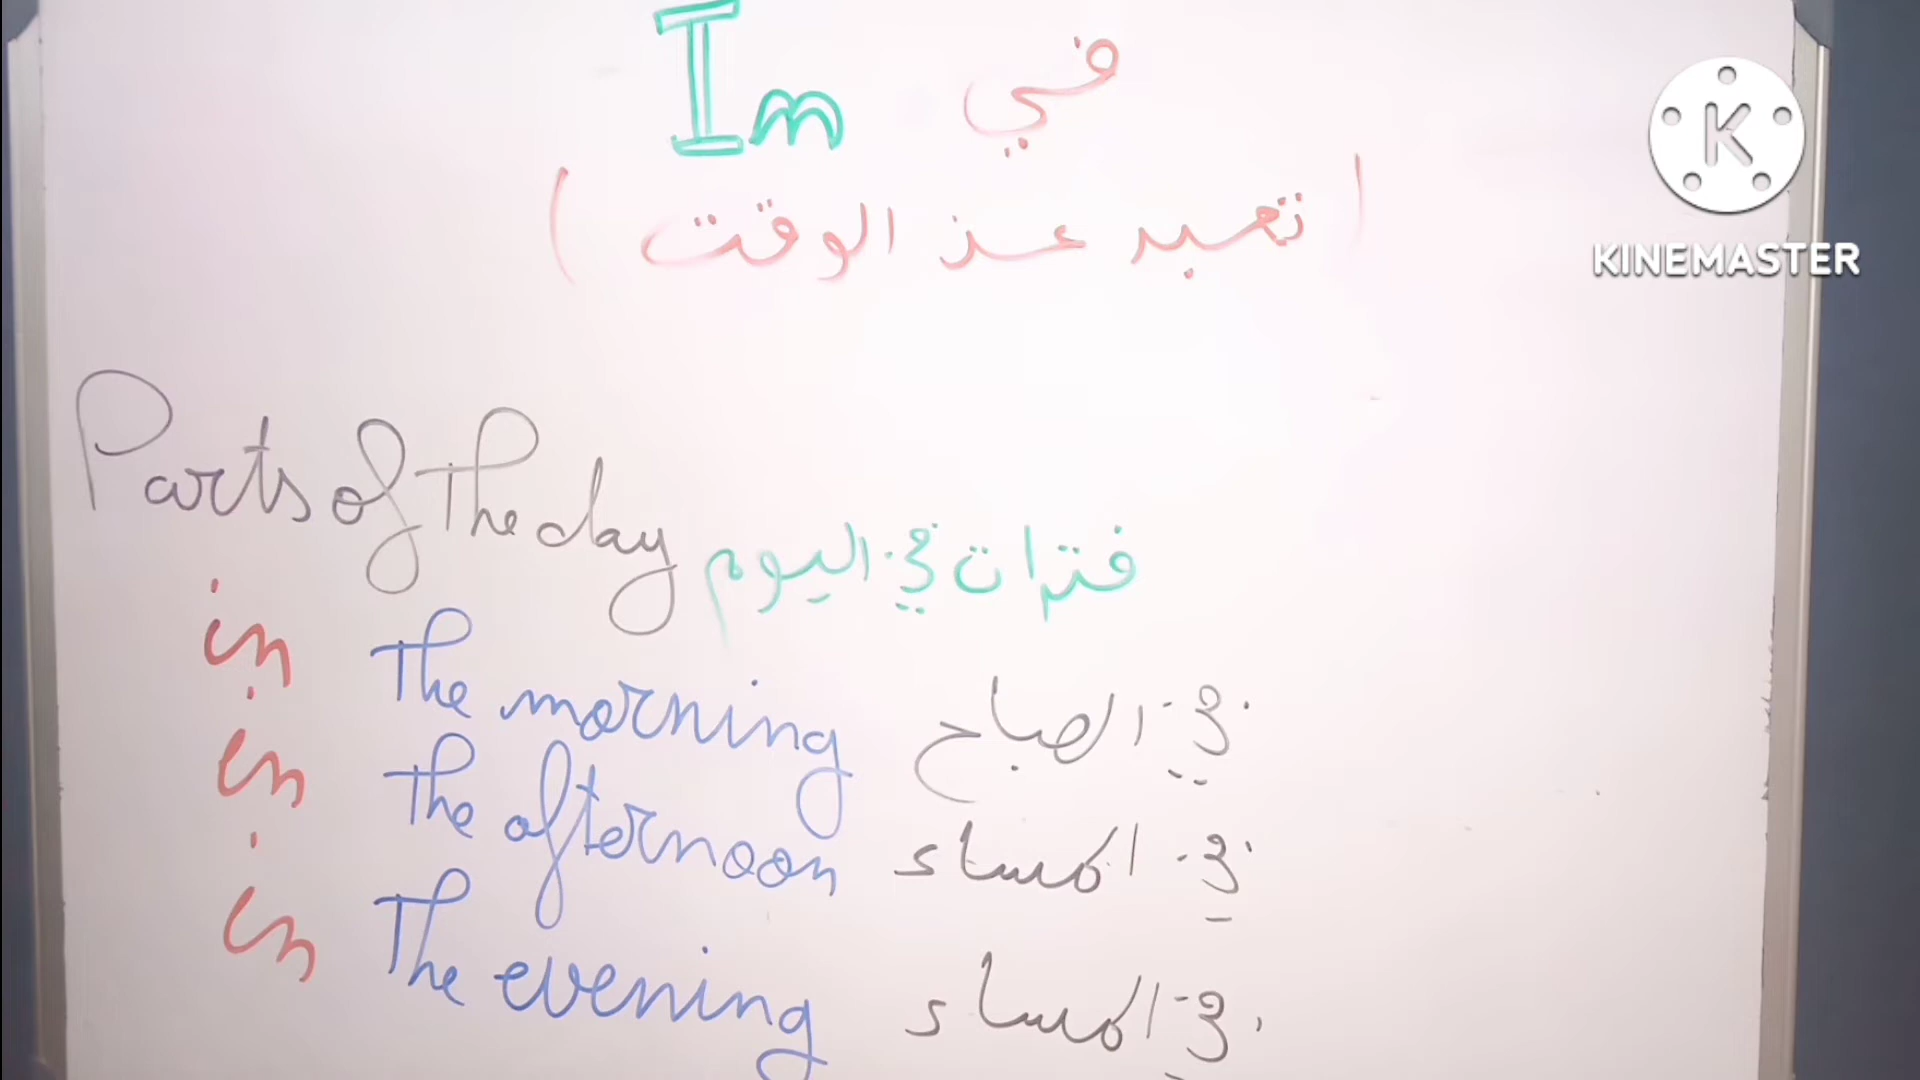 In في
( تعبير عن الوقت )
KINEMASTER
Parts of the day فترات في اليوم
in the morning في الصباح
in the afternoon في المساء
in the evening في المساء